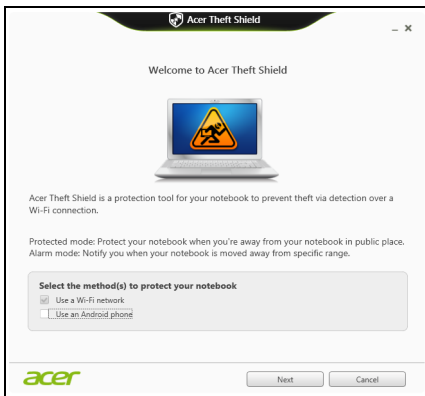 Acer Theft Shield
Welcome to Acer Theft Shield
Acer Theft Shield is a protection tool for your notebook to prevent theft via detection over a
Wi-Fi connection.
Protected mode: Protect your notebook when you're away from your notebook in public place.
Alarm mode: Notify you when your notebook is moved away from specific range.
Select the method(s) to protect your notebook
Use a Wi-Fi network
Use an Android phone
acer
Next
Cancel